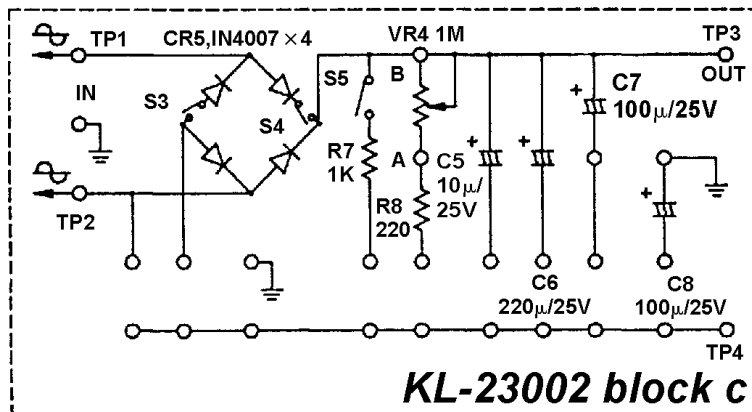 TP1
CR5,IN4007 ×4
VR4 1M
TP3
OUT
S5
B
C7
100μ/25V
IN
S3
S4
R7
1K
A
C5
10μ/
25V
R8
220
TP2
C6
220μ/25V
C8
100μ/25V
TP4
KL-23002 block c